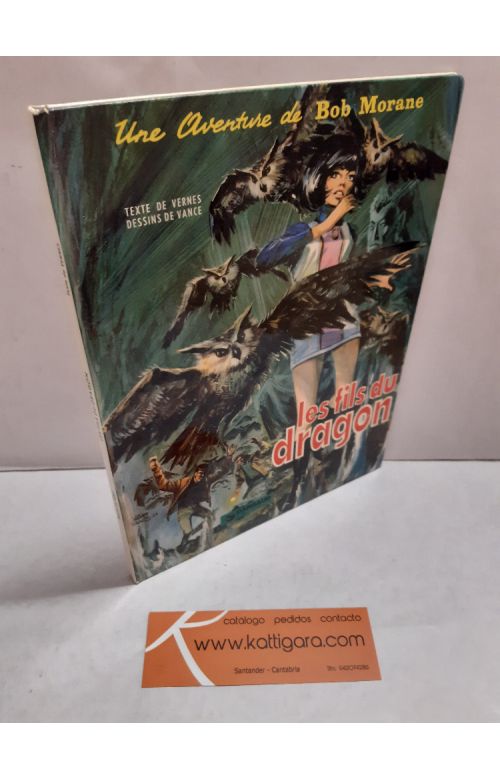 Une Aventure de Bob Morane
TEXTE DE VERNES
DESSINS DE VANCE
les fils du
dragon
catálogo pedidos contacto
www.kattigara.com
Santander - Cantabria